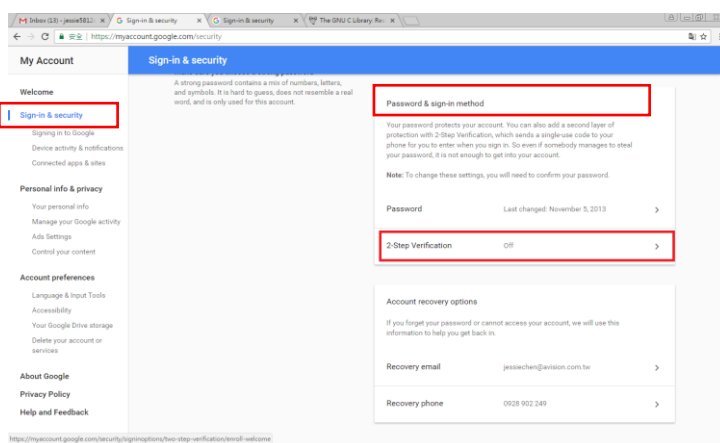 Inbox (13) - jessie5812
Sign-in & security
Sign-in & security
The GNU C Library: Re
https://myaccount.google.com/security
My Account
Sign-in & security
Welcome
Sign-in & security
Signing in to Google
Device activity & notifications
Connected apps & sites
Personal info & privacy
Your personal info
Manage your Google activity
Ads Settings
Control your content
Account preferences
Language & Input Tools
Accessibility
Your Google Drive storage
Delete your account or
services
About Google
Privacy Policy
Help and Feedback
A strong password contains a mix of numbers, letters,
and symbols. It is hard to guess, does not resemble a real
word, and is only used for this account.
Password & sign-in method
Your password protects your account. You can also add a second layer of
protection with 2-Step Verification, which sends a single-use code to your
phone for you to enter when you sign in. So even if somebody manages to steal
your password, it is not enough to get into your account.
Note: To change these settings, you will need to confirm your password.
Password Last changed: November 5, 2013
2-Step Verification Off
Account recovery options
If you forget your password or cannot access your account, we will use this
information to help you get back in.
Recovery email jessiechen@avision.com.tw
Recovery phone 0928 902 249
https://myaccount.google.com/security/signinoptions/two-step-verification/enroll-welcome